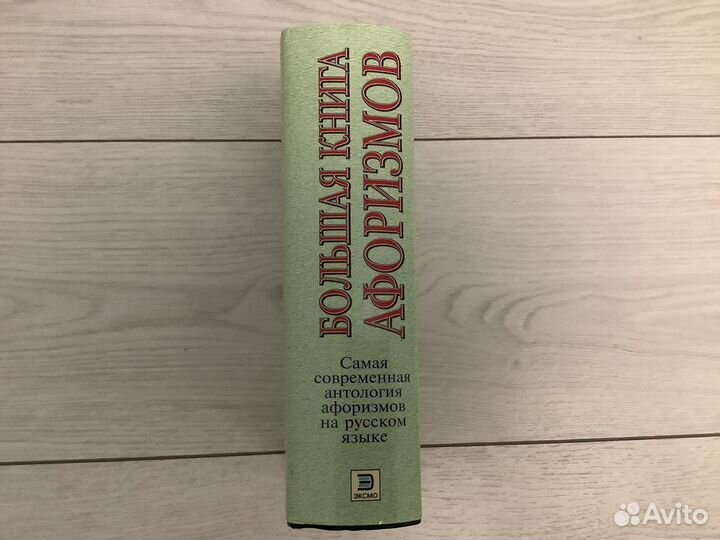 БОЛЬШАЯ КНИГА
АФОРИЗМОВ
Самая
современная
антология
афоризмов
на русском
языке
Э
ЭКСМО
Avito